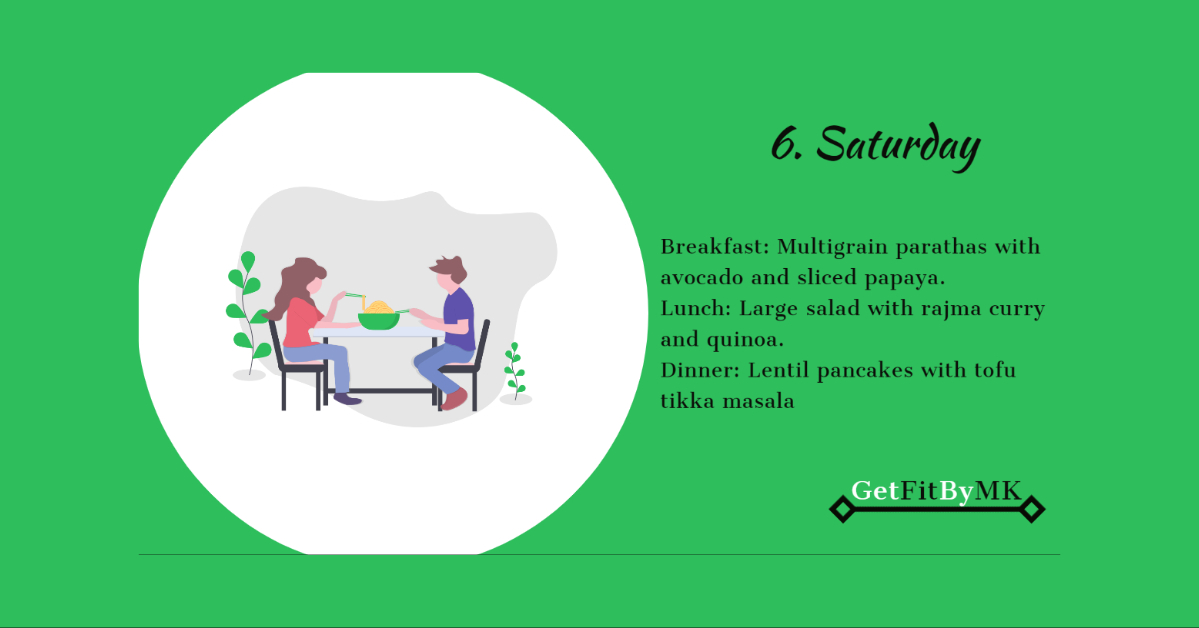 6. Saturday
Breakfast: Multigrain parathas with
avocado and sliced papaya.
Lunch: Large salad with rajma curry
and quinoa.
Dinner: Lentil pancakes with tofu
tikka masala
GetFitByMK